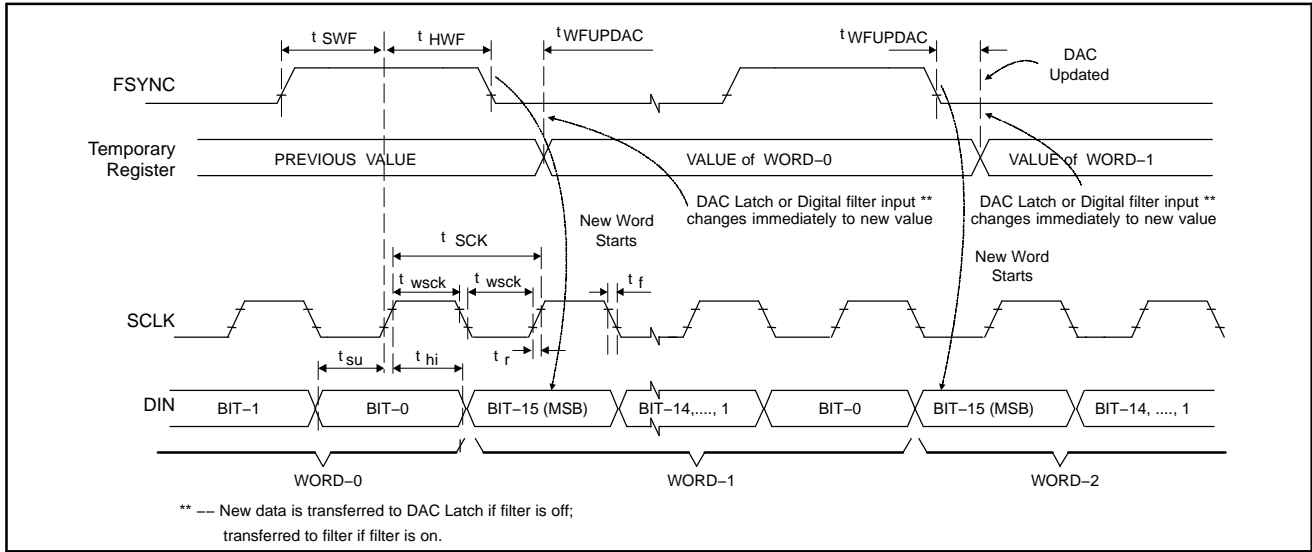 t SWF
t HWF
t WFUPDAC
t WFUPDAC
DAC
Updated
FSYNC
Temporary
Register
PREVIOUS VALUE
VALUE of WORD–0
VALUE of WORD–1
DAC Latch or Digital filter input **
changes immediately to new value
DAC Latch or Digital filter input **
changes immediately to new value
New Word
Starts
New Word
Starts
t SCK
t wsck
t wsck
t f
SCLK
t su
t hi
t r
DIN
BIT–1
BIT–0
BIT–15 (MSB)
BIT–14,...., 1
BIT–0
BIT–15 (MSB)
BIT–14, ...., 1
WORD–0
WORD–1
WORD–2
** –– New data is transferred to DAC Latch if filter is off;
transferred to filter if filter is on.